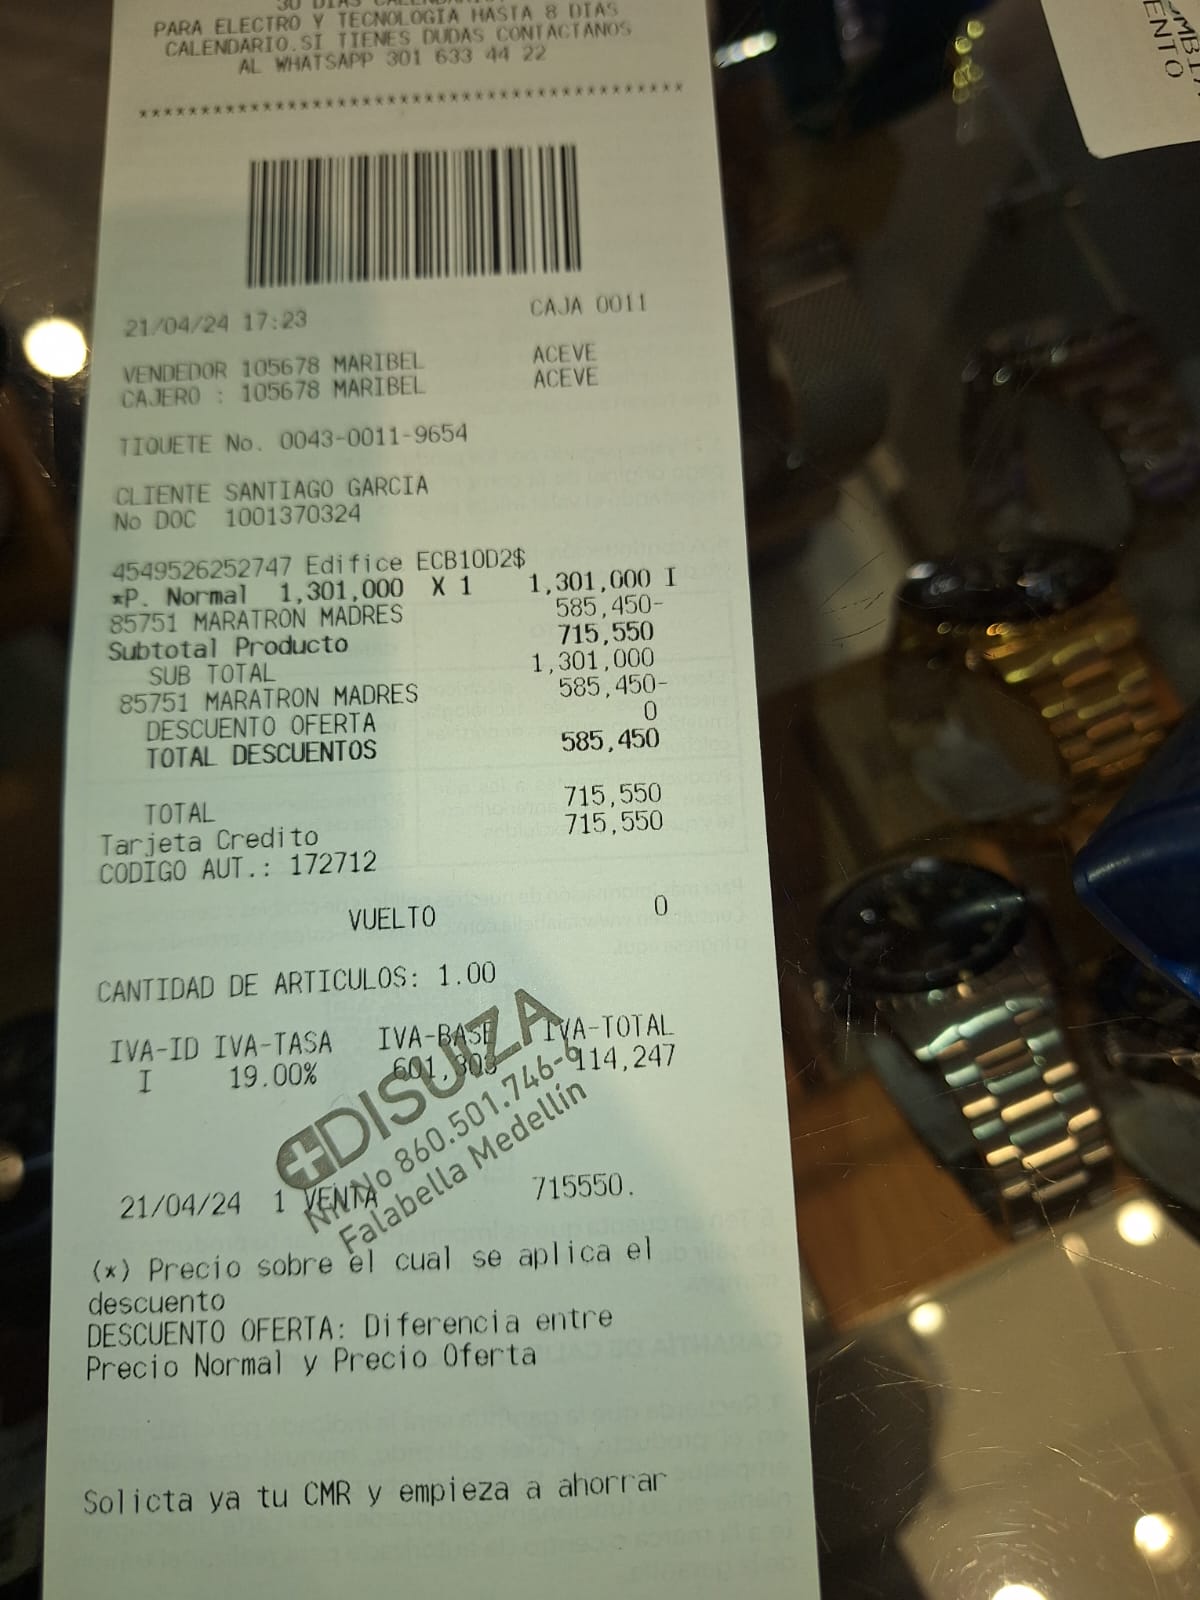 30 DIAS CALENDARIO.
PARA ELECTRO Y TECNOLOGIA HASTA 8 DIAS
CALENDARIO.SI TIENES DUDAS CONTACTANOS
AL WHATSAPP 301 633 44 22
********************************************
21/04/24 17:23 CAJA 0011
VENDEDOR 105678 MARIBEL ACEVE
CAJERO : 105678 MARIBEL ACEVE
TIQUETE No. 0043-0011-9654
CLIENTE SANTIAGO GARCIA
No DOC 1001370324
4549526252747 Edifice ECB10D2$
*P. Normal 1,301,000 X 1 1,301,000 I
85751 MARATRON MADRES 585,450-
Subtotal Producto 715,550
SUB TOTAL 1,301,000
85751 MARATRON MADRES 585,450-
DESCUENTO OFERTA 0
TOTAL DESCUENTOS 585,450
TOTAL 715,550
Tarjeta Credito 715,550
CODIGO AUT.: 172712
VUELTO 0
CANTIDAD DE ARTICULOS: 1.00
IVA-ID IVA-TASA IVA-BASE IVA-TOTAL
I 19.00% 601,303 114,247
DISUIZA
Nit No 860.501.746-6
Falabella Medellín
21/04/24 1 VENTA 715550.
(*) Precio sobre el cual se aplica el
descuento
DESCUENTO OFERTA: Diferencia entre
Precio Normal y Precio Oferta
Solicta ya tu CMR y empieza a ahorrar
ENTO